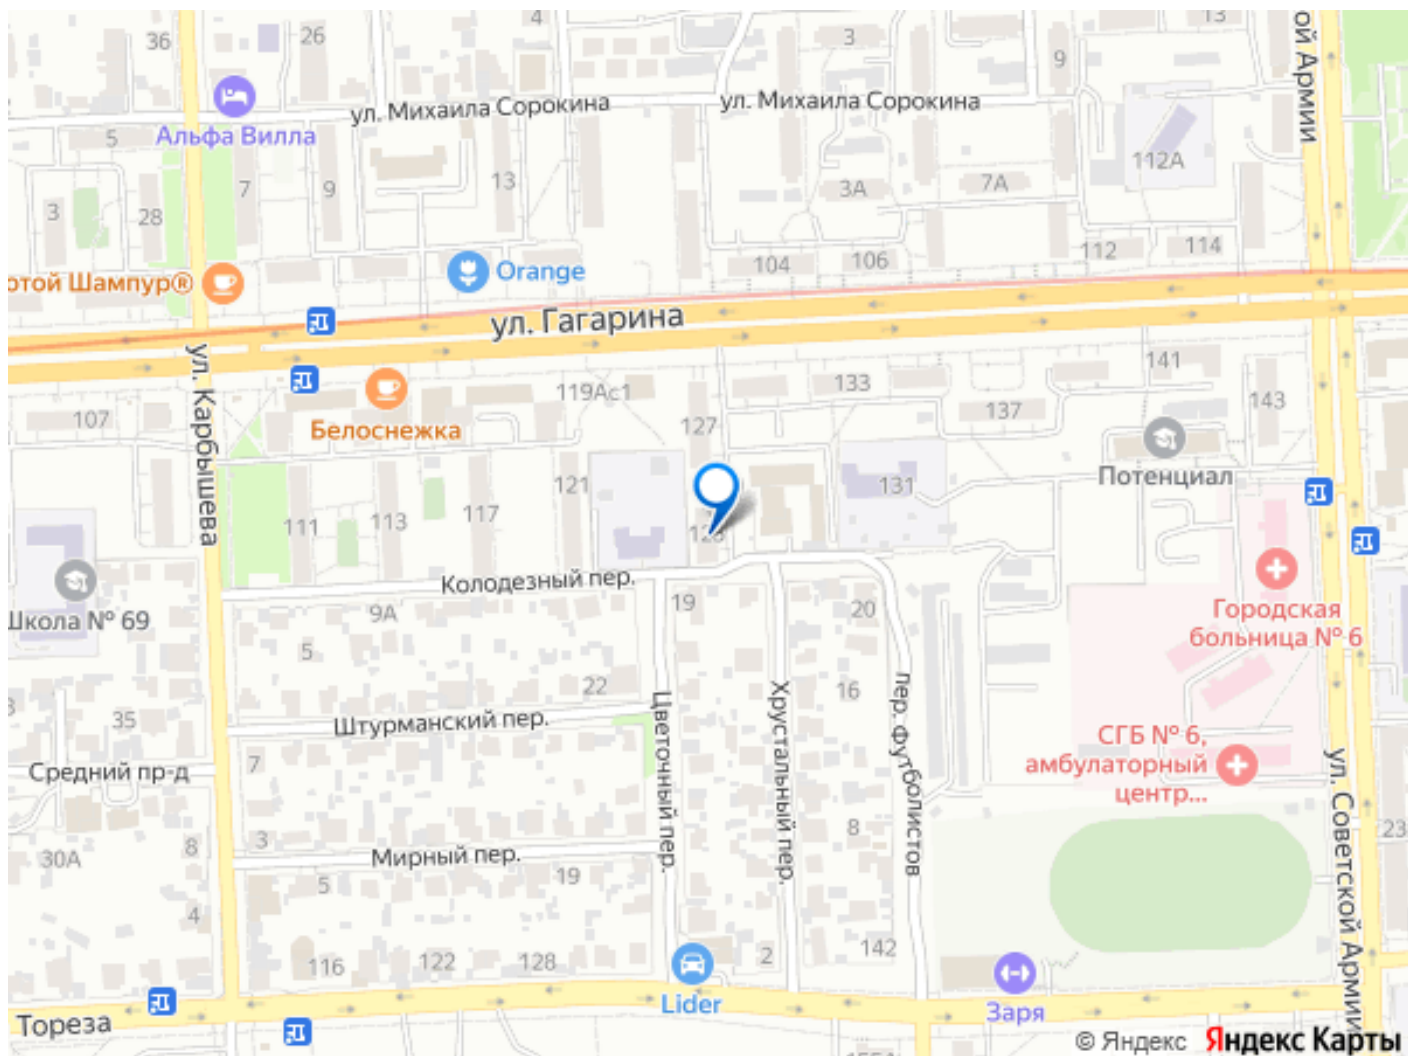 36
26
4
3
13
9
ой Армии
ул. Михаила Сорокина
ул. Михаила Сорокина
Альфа Вилла
5
7
9
13
3А
7А
112А
3
28
104
106
112
114
отой Шампур®
Orange
ул. Гагарина
ул. Карбышева
107
Белоснежка
119Ас1
127
133
137
141
143
Потенциал
111
113
117
121
131
Школа № 69
Колодезный пер.
9А
5
22
19
20
16
Городская
больница № 6
Штурманский пер.
Цветочный пер.
Хрустальный пер.
пер. Футболистов
35
Средний пр-д
7
СГБ № 6,
амбулаторный
центр...
ул. Советской Армии
3
8
30А
Мирный пер.
5
19
4
8
23
116
122
128
2
142
Lider
Заря
Тореза
© Яндекс Яндекс Карты